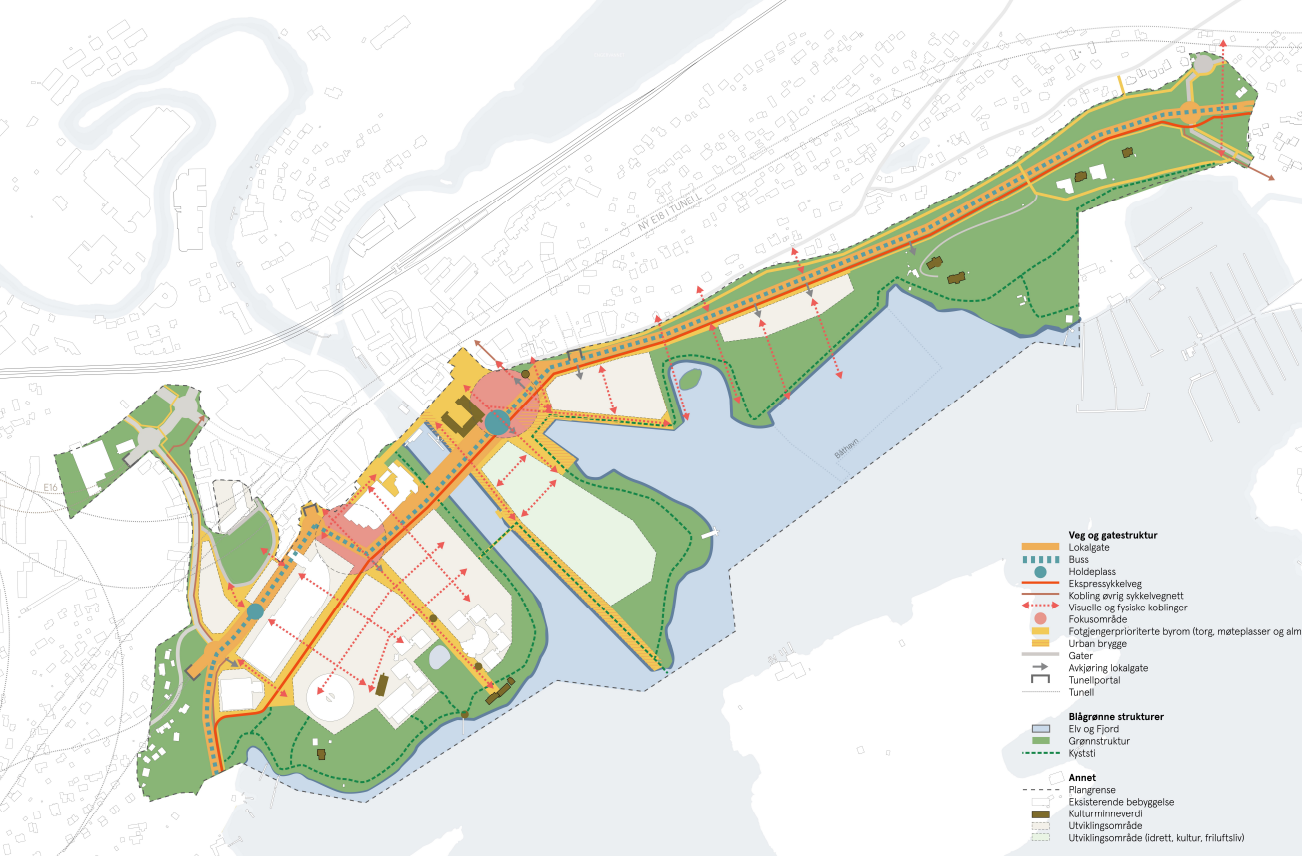 NY E18 I TUNELL
E16
Båthavn
Veg og gatestruktur
Lokalgate
Buss
Holdeplass
Ekspressykkelveg
Kobling øvrig sykkelvegnett
Visuelle og fysiske koblinger
Fokusområde
Fotgjengerprioriterte byrom (torg, møteplasser og alm
Urban brygge
Gater
Avkjøring lokalgate
Tunellportal
Tunell
Blågrønne strukturer
Elv og Fjord
Grønnstruktur
Kyststi
Annet
Plangrense
Eksisterende bebyggelse
Kulturminneverdi
Utviklingsområde
Utviklingsområde (idrett, kultur, friluftsliv)